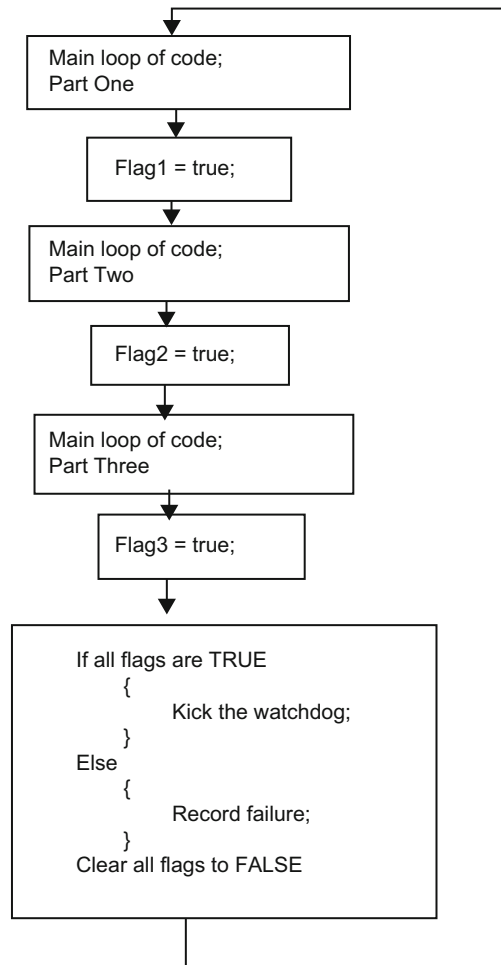 Main loop of code;
Part One
Flag1 = true;
Main loop of code;
Part Two
Flag2 = true;
Main loop of code;
Part Three
Flag3 = true;
If all flags are TRUE
{
Kick the watchdog;
}
Else
{
Record failure;
}
Clear all flags to FALSE